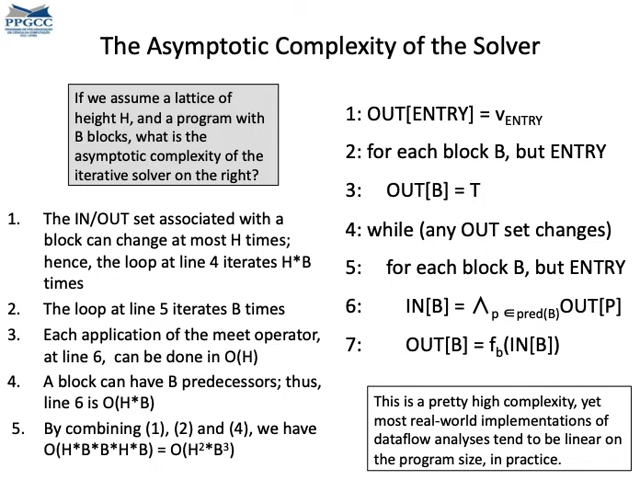 PPGCC
The Asymptotic Complexity of the Solver
If we assume a lattice of
height H, and a program with
B blocks, what is the
asymptotic complexity of the
iterative solver on the right?
1. The IN/OUT set associated with a
block can change at most H times;
hence, the loop at line 4 iterates H*B
times
2. The loop at line 5 iterates B times
3. Each application of the meet operator,
at line 6, can be done in O(H)
4. A block can have B predecessors; thus,
line 6 is O(H*B)
5. By combining (1), (2) and (4), we have
O(H*B*B*H*B) = O(H²*B³)
1: OUT[ENTRY] = vENTRY
2: for each block B, but ENTRY
3: OUT[B] = T
4: while (any OUT set changes)
5: for each block B, but ENTRY
6: IN[B] = ⋀p∈pred(B)OUT[P]
7: OUT[B] = fb(IN[B])
This is a pretty high complexity, yet
most real-world implementations of
dataflow analyses tend to be linear on
the program size, in practice.